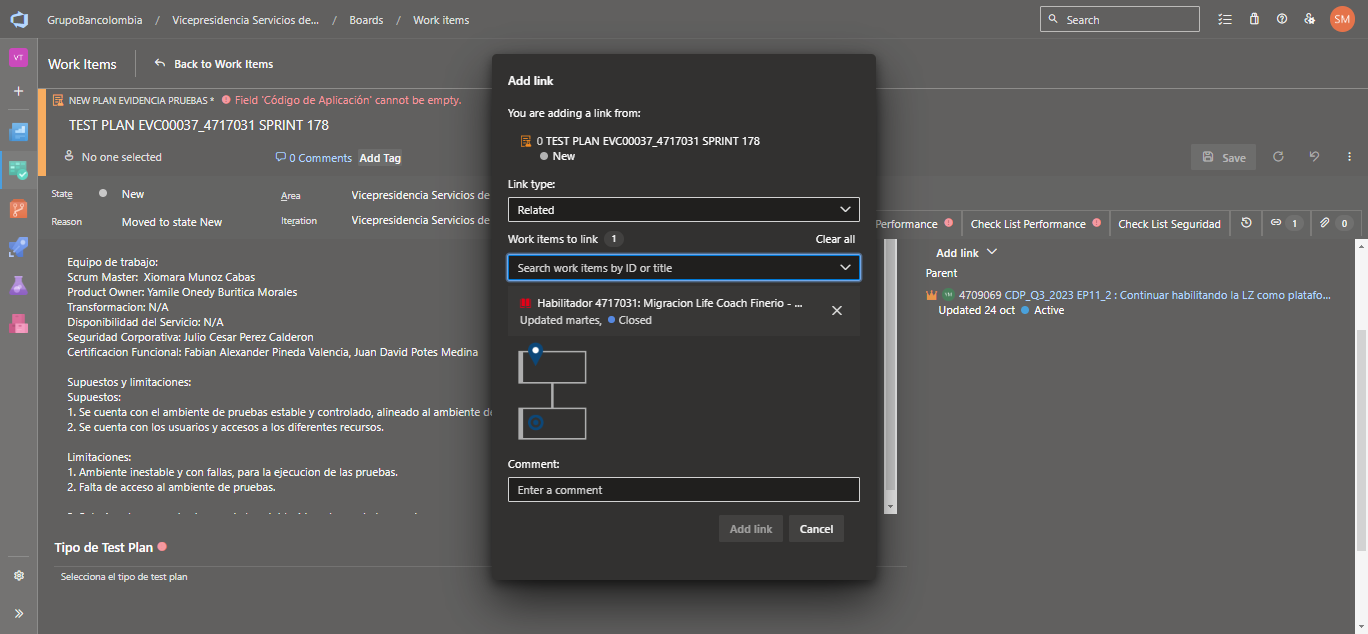 GrupoBancolombia / Vicepresidencia Servicios de... / Boards / Work items
Search
SM
VT
Work Items
Back to Work Items
NEW PLAN EVIDENCIA PRUEBAS * Field 'Código de Aplicación' cannot be empty.
TEST PLAN EVC00037_4717031 SPRINT 178
No one selected
0 Comments
Add Tag
Save
State
New
Area
Vicepresidencia Servicios de
Reason
Moved to state New
Iteration
Vicepresidencia Servicios de
Performance
Check List Performance
Check List Seguridad
1
0
Equipo de trabajo:
Scrum Master: Xiomara Munoz Cabas
Product Owner: Yamile Onedy Buritica Morales
Transformacion: N/A
Disponibilidad del Servicio: N/A
Seguridad Corporativa: Julio Cesar Perez Calderon
Certificacion Funcional: Fabian Alexander Pineda Valencia, Juan David Potes Medina
Supuestos y limitaciones:
Supuestos:
1. Se cuenta con el ambiente de pruebas estable y controlado, alineado al ambiente de
2. Se cuenta con los usuarios y accesos a los diferentes recursos.
Limitaciones:
1. Ambiente inestable y con fallas, para la ejecucion de las pruebas.
2. Falta de acceso al ambiente de pruebas.
Tipo de Test Plan
Selecciona el tipo de test plan
Add link
You are adding a link from:
0 TEST PLAN EVC00037_4717031 SPRINT 178
New
Link type:
Related
Work items to link 1
Clear all
Search work items by ID or title
Habilitador 4717031: Migracion Life Coach Finerio - ...
Updated martes, Closed
Comment:
Enter a comment
Add link
Cancel
Add link
Parent
4709069 CDP_Q3_2023 EP11_2 : Continuar habilitando la LZ como platafo...
Updated 24 oct Active